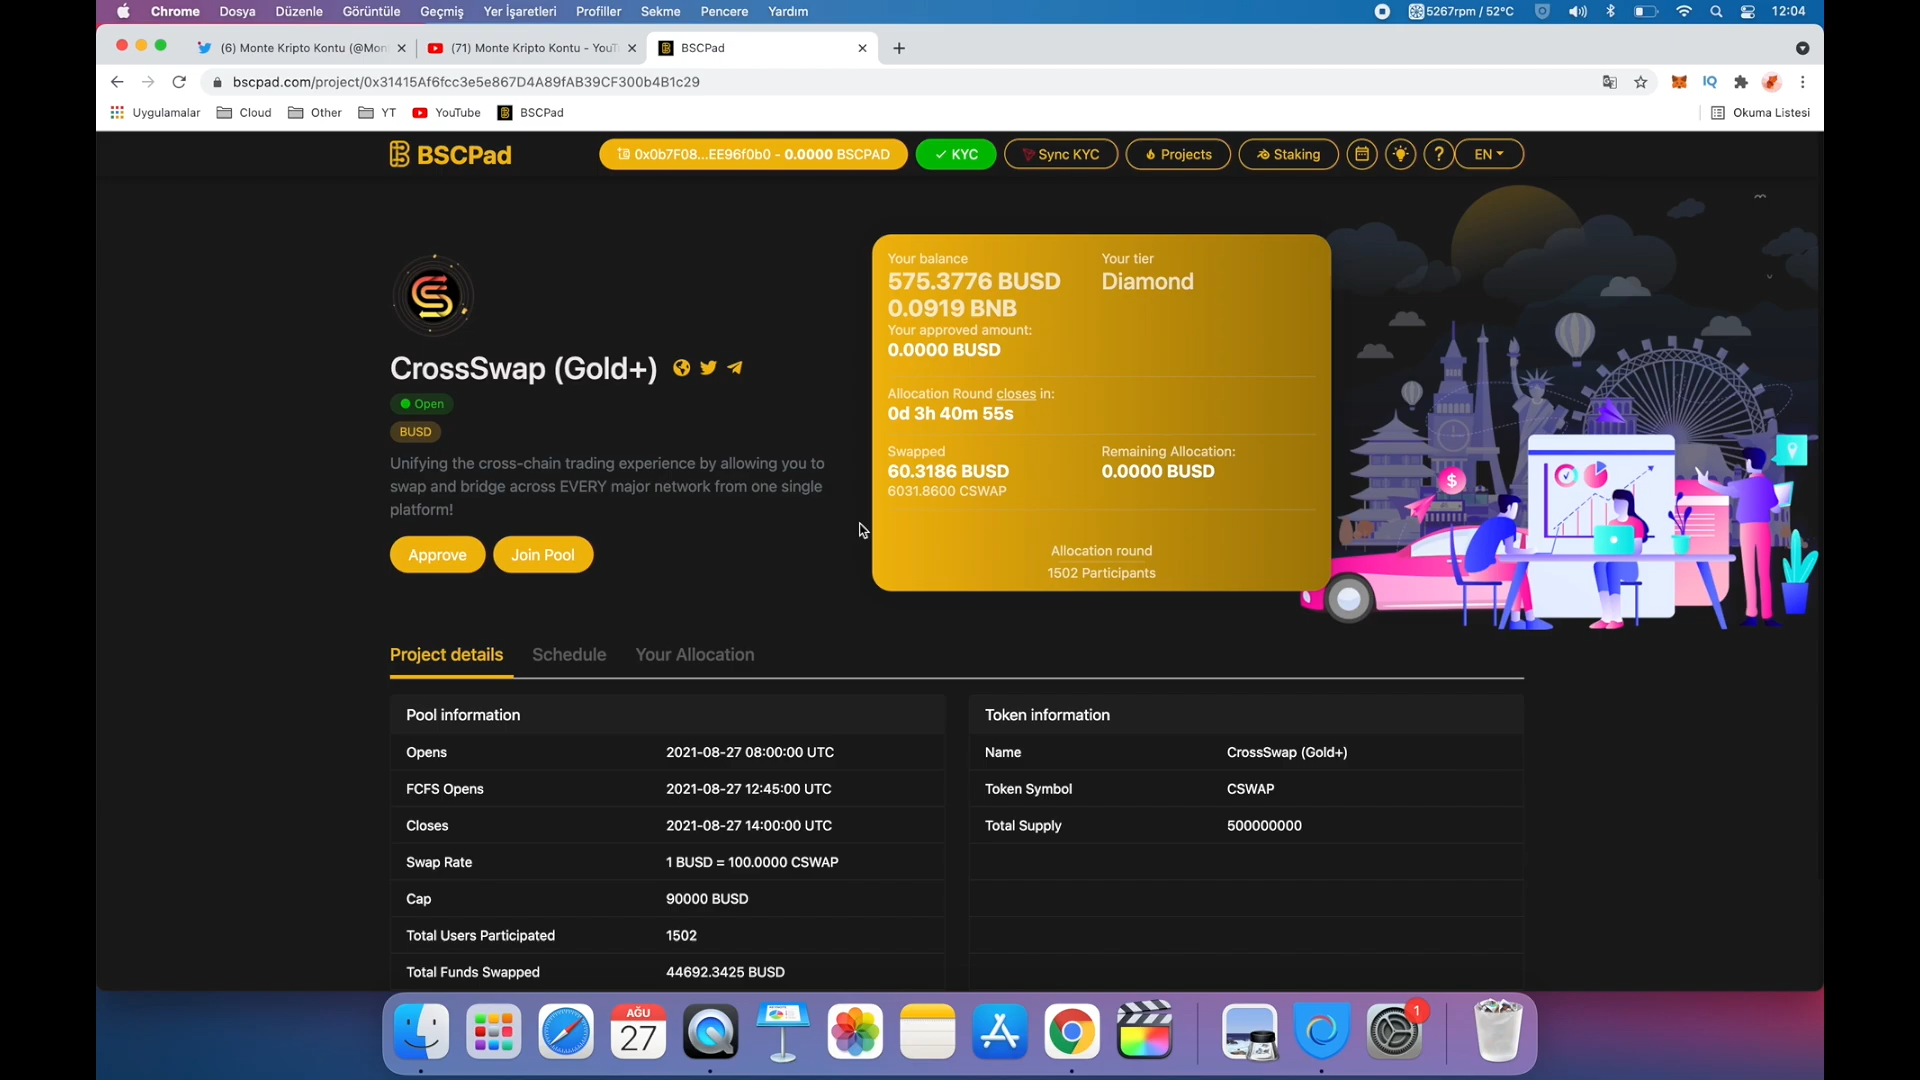 Chrome Dosya Düzenle Görüntüle Geçmiş Yer İşaretleri Profiller Sekme Pencere Yardım 5267rpm / 52°C 12:04
(6) Monte Kripto Kontu (@Mon (71) Monte Kripto Kontu - YouT BSCPad
bscpad.com/project/0x31415Af6fcc3e5e867D4A89fAB39CF300b4B1c29
Uygulamalar Cloud Other YT YouTube BSCPad Okuma Listesi
BSCPad 0x0b7F08...EE96f0b0 - 0.0000 BSCPAD KYC Sync KYC Projects Staking ? EN
Your balance
575.3776 BUSD
0.0919 BNB
Your tier
Diamond
Your approved amount:
0.0000 BUSD
Allocation Round closes in:
0d 3h 40m 55s
Swapped
60.3186 BUSD
6031.8600 CSWAP
Remaining Allocation:
0.0000 BUSD
Allocation round
1502 Participants
CrossSwap (Gold+)
Open
BUSD
Unifying the cross-chain trading experience by allowing you to
swap and bridge across EVERY major network from one single
platform!
Approve Join Pool
$
Project details Schedule Your Allocation
Pool information
Opens 2021-08-27 08:00:00 UTC
FCFS Opens 2021-08-27 12:45:00 UTC
Closes 2021-08-27 14:00:00 UTC
Swap Rate 1 BUSD = 100.0000 CSWAP
Cap 90000 BUSD
Total Users Participated 1502
Total Funds Swapped 44692.3425 BUSD
Token information
Name CrossSwap (Gold+)
Token Symbol CSWAP
Total Supply 500000000
AĞU
27
1